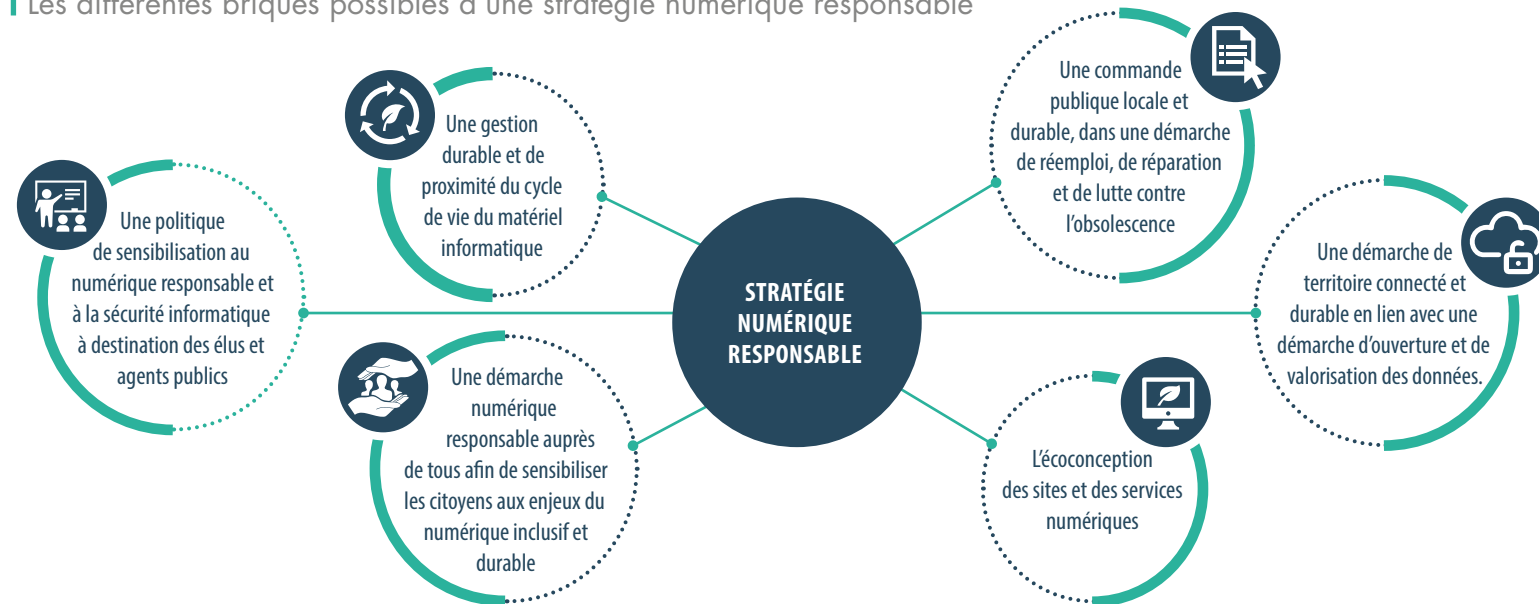 Les différentes briques possibles d'une stratégie numérique responsable
Une politique
de sensibilisation au
numérique responsable et
à la sécurité informatique
à destination des élus et
agents publics
Une gestion
durable et de
proximité du cycle
de vie du matériel
informatique
Une démarche
numérique
responsable auprès
de tous afin de sensibiliser
les citoyens aux enjeux du
numérique inclusif et
durable
STRATÉGIE
NUMÉRIQUE
RESPONSABLE
Une commande
publique locale et
durable, dans une démarche
de réemploi, de réparation
et de lutte contre
l'obsolescence
Une démarche de
territoire connecté et
durable en lien avec une
démarche d'ouverture et de
valorisation des données.
L'écoconception
des sites et des services
numériques